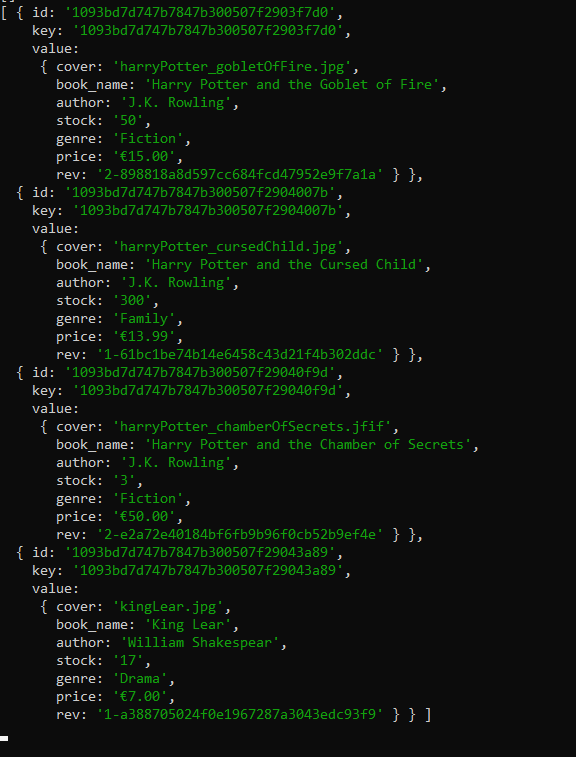 [ { id: '1093bd7d747b7847b300507f2903f7d0',
key: '1093bd7d747b7847b300507f2903f7d0',
value:
{ cover: 'harryPotter_gobletOfFire.jpg',
book_name: 'Harry Potter and the Goblet of Fire',
author: 'J.K. Rowling',
stock: '50',
genre: 'Fiction',
price: '€15.00',
rev: '2-898818a8d597cc684fcd47952e9f7a1a' } },
{ id: '1093bd7d747b7847b300507f2904007b',
key: '1093bd7d747b7847b300507f2904007b',
value:
{ cover: 'harryPotter_cursedChild.jpg',
book_name: 'Harry Potter and the Cursed Child',
author: 'J.K. Rowling',
stock: '300',
genre: 'Family',
price: '€13.99',
rev: '1-61bc1be74b14e6458c43d21f4b302ddc' } },
{ id: '1093bd7d747b7847b300507f29040f9d',
key: '1093bd7d747b7847b300507f29040f9d',
value:
{ cover: 'harryPotter_chamberOfSecrets.jfif',
book_name: 'Harry Potter and the Chamber of Secrets',
author: 'J.K. Rowling',
stock: '3',
genre: 'Fiction',
price: '€50.00',
rev: '2-e2a72e40184bf6fb9b96f0cb52b9ef4e' } },
{ id: '1093bd7d747b7847b300507f29043a89',
key: '1093bd7d747b7847b300507f29043a89',
value:
{ cover: 'kingLear.jpg',
book_name: 'King Lear',
author: 'William Shakespear',
stock: '17',
genre: 'Drama',
price: '€7.00',
rev: '1-a388705024f0e1967287a3043edc93f9' } } ]